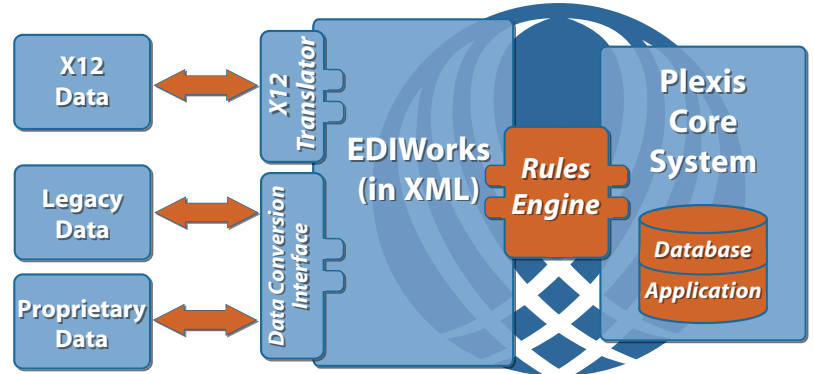 X12
Data
Legacy
Data
Proprietary
Data
X12
Translator
Data Conversion
Interface
EDIWorks
(in XML)
Rules
Engine
Plexis
Core
System
Database
Application